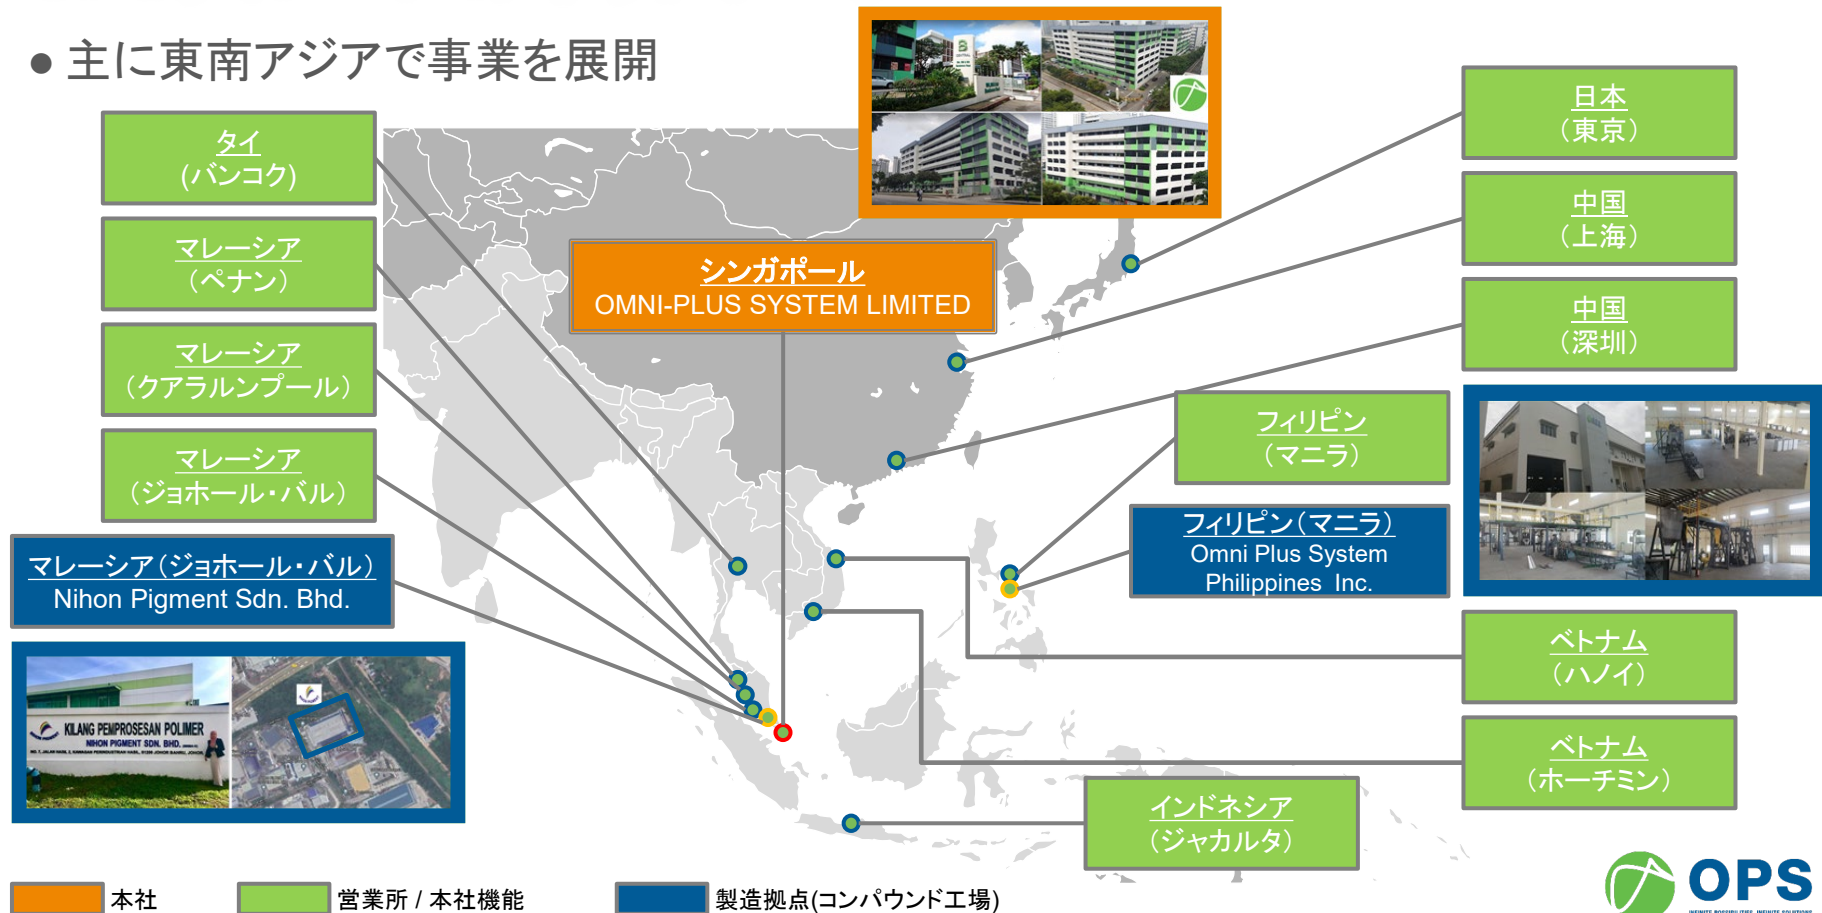 ● 主に東南アジアで事業を展開
タイ
(バンコク)
マレーシア
（ペナン）
マレーシア
（クアラルンプール）
マレーシア
（ジョホール・バル）
マレーシア（ジョホール・バル）
Nihon Pigment Sdn. Bhd.
シンガポール
OMNI-PLUS SYSTEM LIMITED
日本
（東京）
中国
（上海）
中国
（深圳）
フィリピン
（マニラ）
フィリピン（マニラ）
Omni Plus System
Philippines Inc.
ベトナム
（ハノイ）
ベトナム
（ホーチミン）
インドネシア
（ジャカルタ）
KILANG PEMPROSESAN POLIMER
NIHON PIGMENT SDN. BHD.
本社
営業所 / 本社機能
製造拠点(コンパウンド工場)
OPS
INFINITE POSSIBILITIES, INFINITE SOLUTIONS